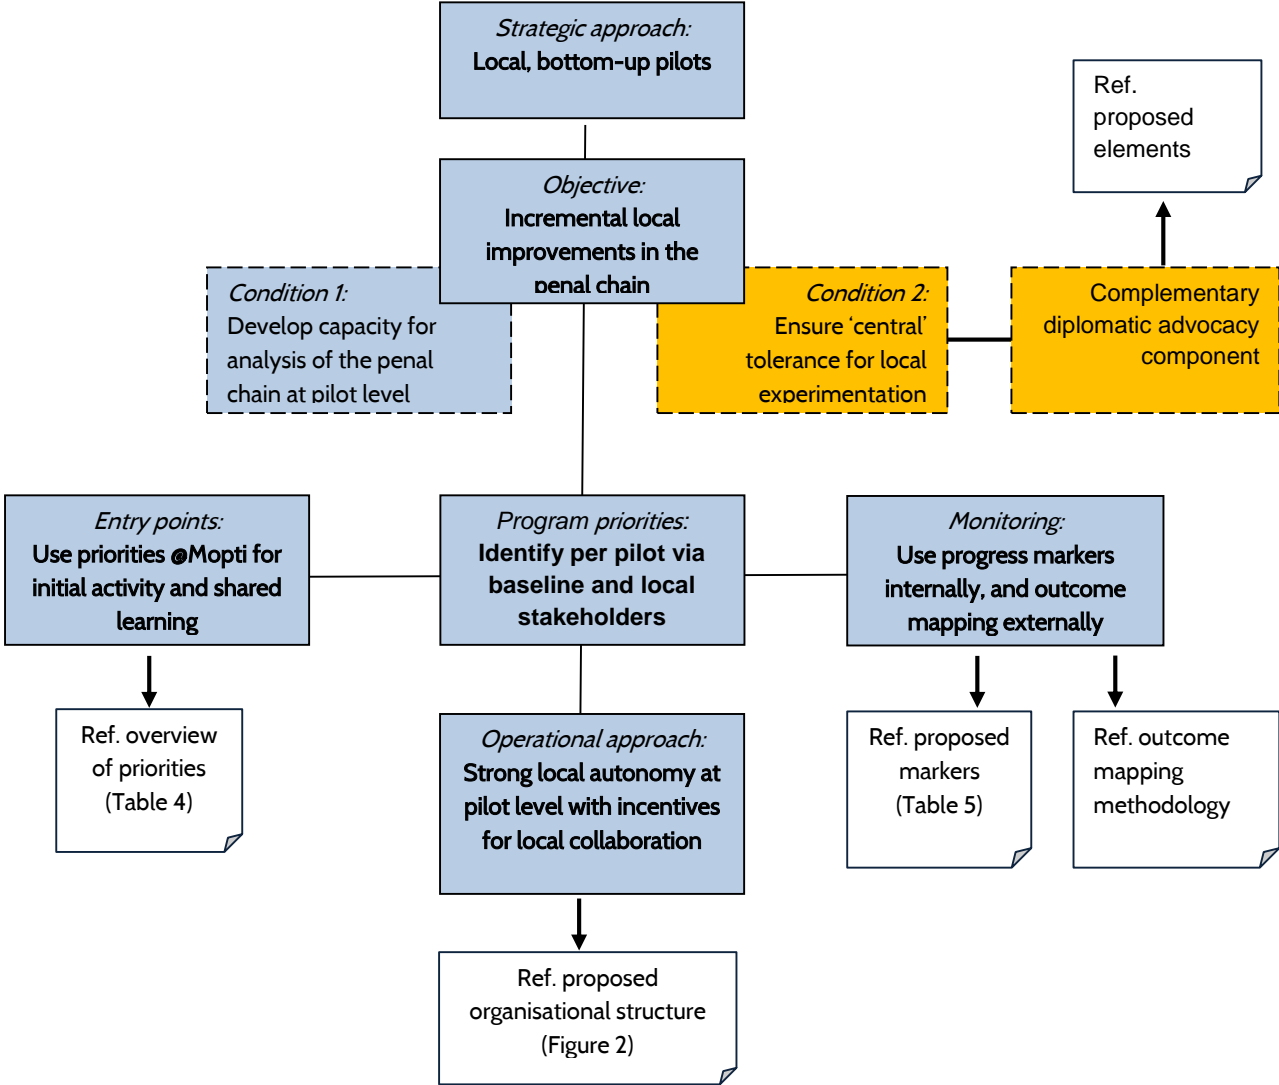 Strategic approach:
Local, bottom-up pilots
Ref.
proposed
elements
Objective:
Incremental local
improvements in the
penal chain
Condition 1:
Develop capacity for
analysis of the penal
chain at pilot level
Condition 2:
Ensure ‘central’
tolerance for local
experimentation
Complementary
diplomatic advocacy
component
Entry points:
Use priorities @Mopti for
initial activity and shared
learning
Program priorities:
Identify per pilot via
baseline and local
stakeholders
Monitoring:
Use progress markers
internally, and outcome
mapping externally
Ref. overview
of priorities
(Table 4)
Operational approach:
Strong local autonomy at
pilot level with incentives
for local collaboration
Ref. proposed
markers
(Table 5)
Ref. outcome
mapping
methodology
Ref. proposed
organisational structure
(Figure 2)